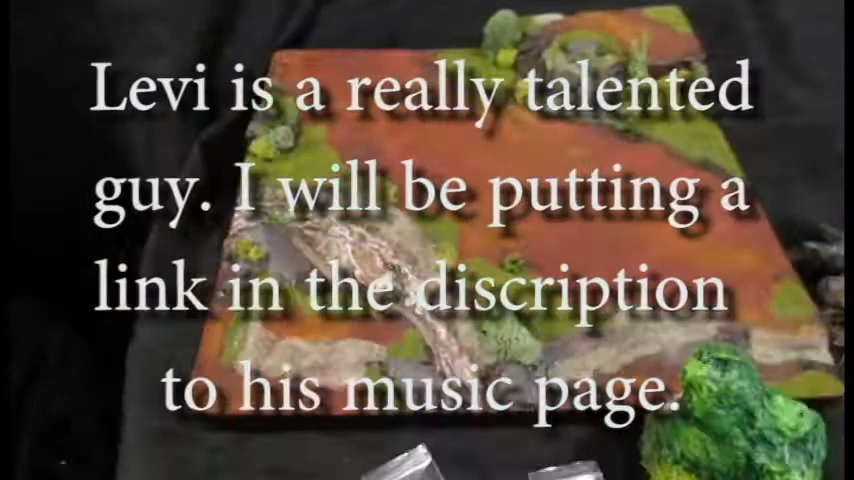 Levi is a really talented
guy. I will be putting a
link in the discription
to his music page.